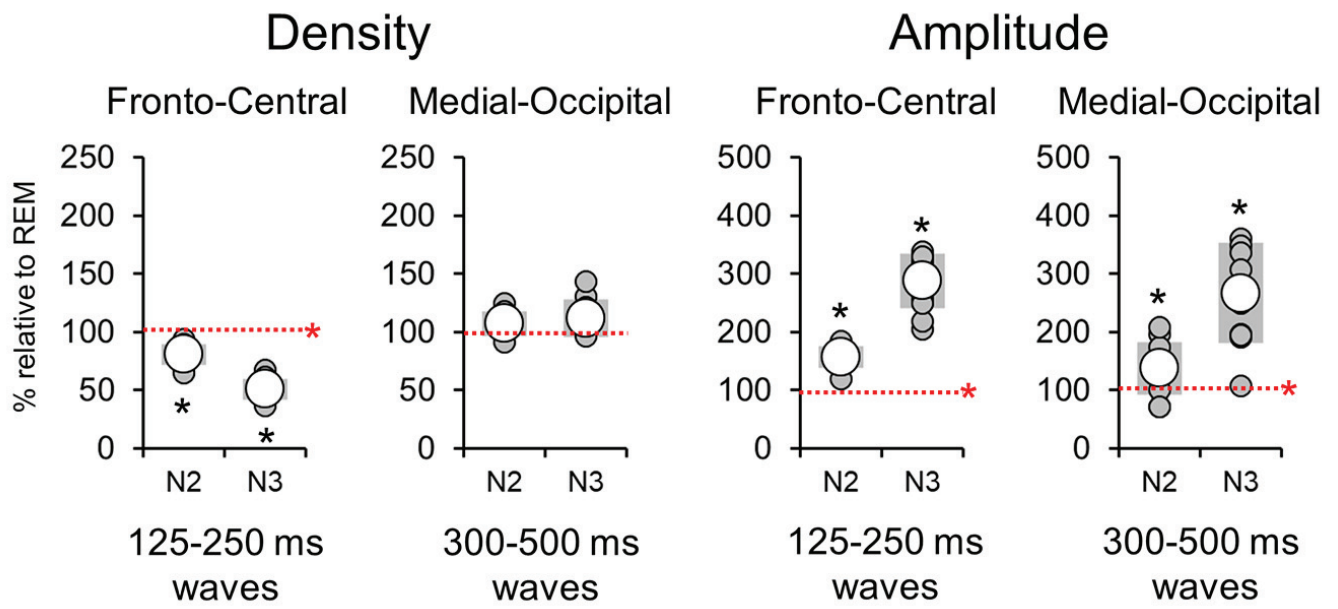 Density
Amplitude
Fronto-Central
Medial-Occipital
Fronto-Central
Medial-Occipital
% relative to REM
250
200
150
100
50
0
*
*
*
N2
N3
125-250 ms
waves
250
200
150
100
50
0
N2
N3
300-500 ms
waves
500
400
300
200
100
0
*
*
*
N2
N3
125-250 ms
waves
500
400
300
200
100
0
*
*
*
N2
N3
300-500 ms
waves